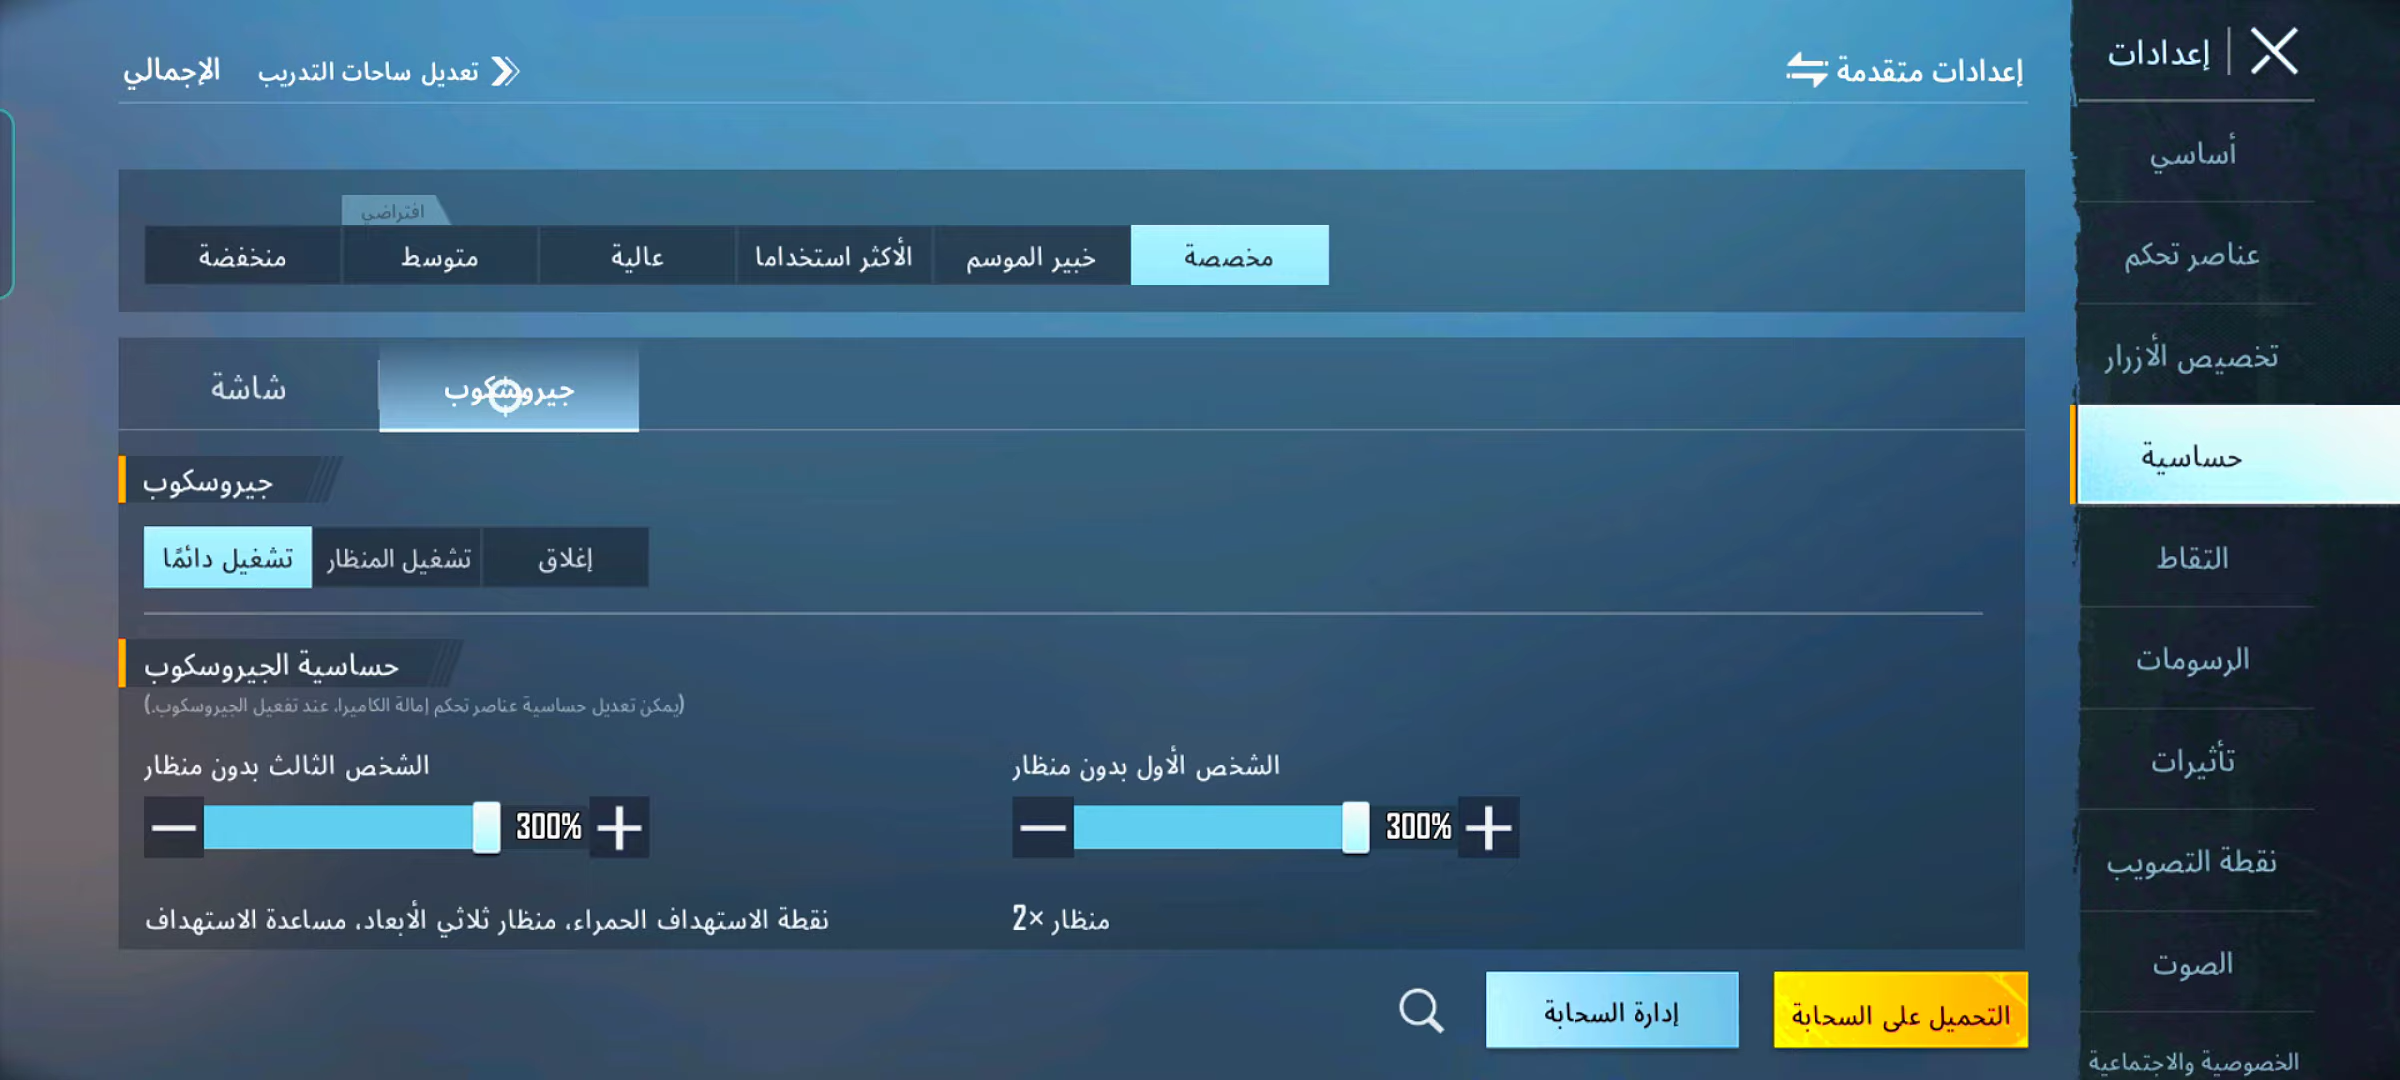 إعدادات
إعدادات متقدمة
تعديل ساحات التدريب
الإجمالي
افتراضي
منخفضة
متوسط
عالية
الأكثر استخداما
خبير الموسم
مخصصة
شاشة
جيروسكوب
جيروسكوب
تشغيل دائمًا
تشغيل المنظار
إغلاق
حساسية الجيروسكوب
(يمكن تعديل حساسية عناصر تحكم إمالة الكاميرا، عند تفعيل الجيروسكوب.)
الشخص الثالث بدون منظار
300%
الشخص الأول بدون منظار
300%
نقطة الاستهداف الحمراء، منظار ثلاثي الأبعاد، مساعدة الاستهداف
منظار ×2
إدارة السحابة
التحميل على السحابة
أساسي
عناصر تحكم
تخصيص الأزرار
حساسية
التقاط
الرسومات
تأثيرات
نقطة التصويب
الصوت
الخصوصية والاجتماعية